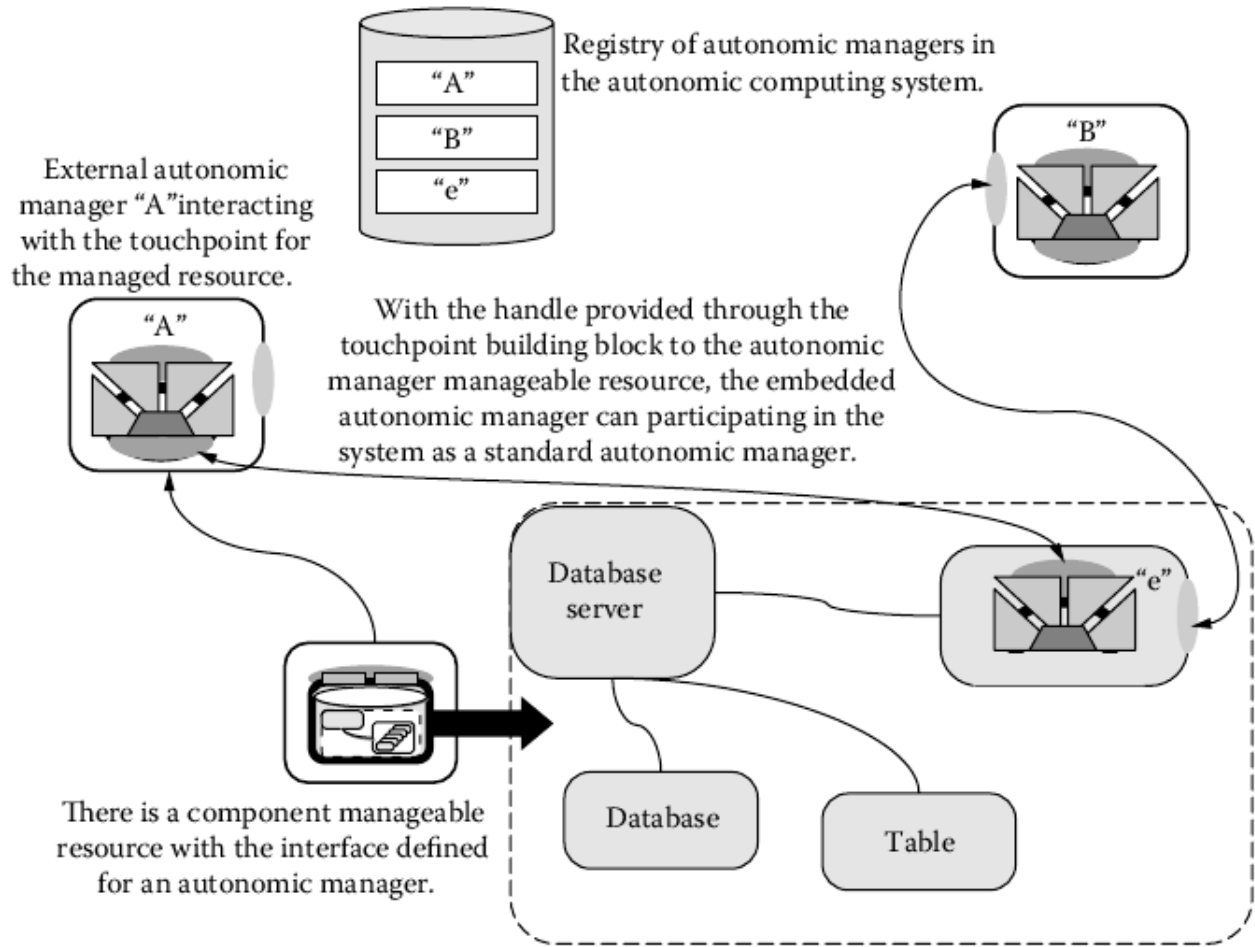 Registry of autonomic managers in
the autonomic computing system.
“A”
“B”
“e”
“B”
External autonomic
manager “A”interacting
with the touchpoint for
the managed resource.
“A”
With the handle provided through the
touchpoint building block to the autonomic
manager manageable resource, the embedded
autonomic manager can participating in the
system as a standard autonomic manager.
Database
server
“e”
Database
Table
There is a component manageable
resource with the interface defined
for an autonomic manager.